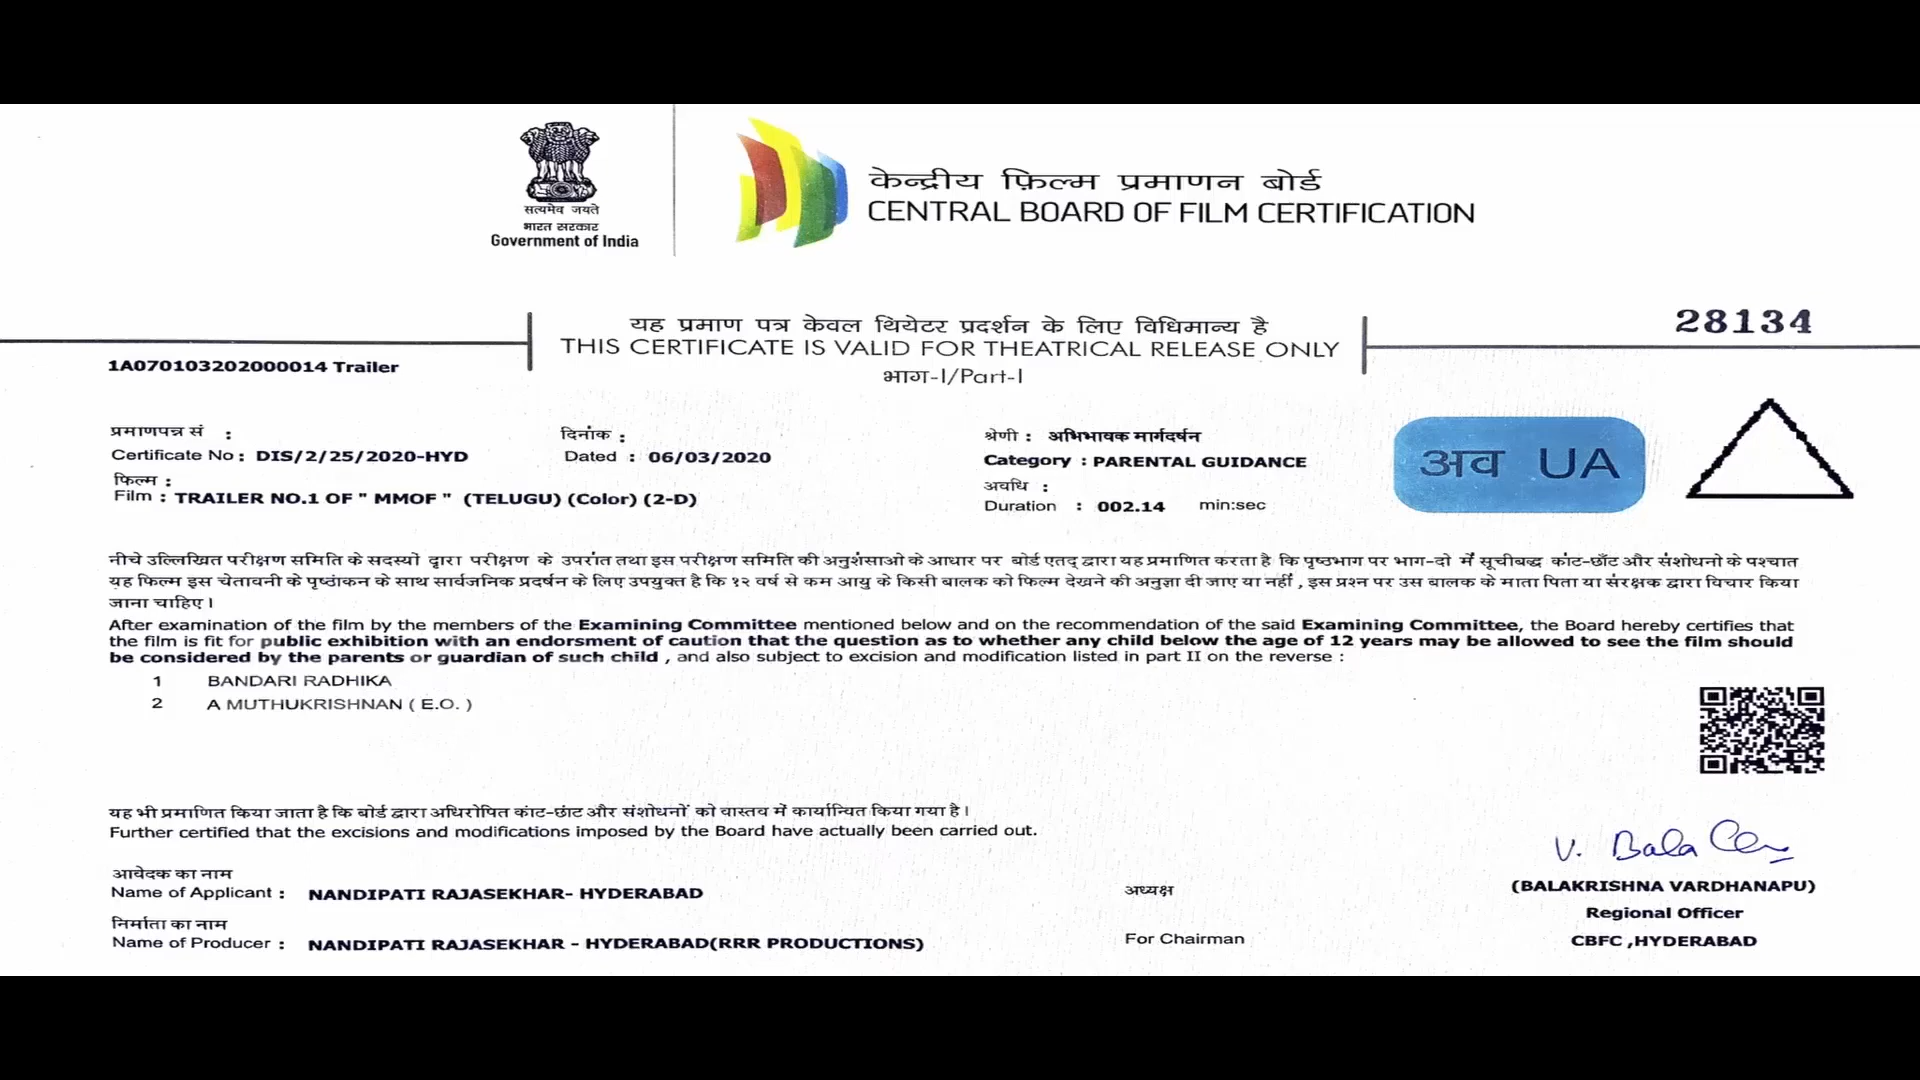 सत्यमेव जयते
भारत सरकार
Government of India
केन्द्रीय फ़िल्म प्रमाणन बोर्ड
CENTRAL BOARD OF FILM CERTIFICATION
28134
यह प्रमाण पत्र केवल थियेटर प्रदर्शन के लिए विधिमान्य है
THIS CERTIFICATE IS VALID FOR THEATRICAL RELEASE ONLY
भाग-I/Part-I
1A070103202000014 Trailer
प्रमाणपत्र सं :
Certificate No : DIS/2/25/2020-HYD
दिनांक :
Dated : 06/03/2020
श्रेणी : अभिभावक मार्गदर्शन
Category : PARENTAL GUIDANCE
अव UA
फिल्म :
Film : TRAILER NO.1 OF " MMOF " (TELUGU) (Color) (2-D)
अवधि :
Duration : 002.14 min:sec
नीचे उल्लिखित परीक्षण समिति के सदस्यों द्वारा परीक्षण के उपरांत तथा इस परीक्षण समिति की अनुशंसाओ के आधार पर बोर्ड एतद् द्वारा यह प्रमाणित करता है कि पृष्ठभाग पर भाग-दो में सूचीबद्ध कांट-छाँट और संशोधनो के पश्चात
यह फिल्म इस चेतावनी के पृष्ठांकन के साथ सार्वजनिक प्रदर्षन के लिए उपयुक्त है कि १२ वर्ष से कम आयु के किसी बालक को फिल्म देखने की अनुज्ञा दी जाए या नहीं , इस प्रश्न पर उस बालक के माता पिता या संरक्षक द्वारा विचार किया
जाना चाहिए ।
After examination of the film by the members of the Examining Committee mentioned below and on the recommendation of the said Examining Committee, the Board hereby certifies that
the film is fit for public exhibition with an endorsment of caution that the question as to whether any child below the age of 12 years may be allowed to see the film should
be considered by the parents or guardian of such child , and also subject to excision and modification listed in part II on the reverse :
1 BANDARI RADHIKA
2 A MUTHUKRISHNAN ( E.O. )
यह भी प्रमाणित किया जाता है कि बोर्ड द्वारा अधिरोपित कांट-छांट और संशोधनों को वास्तव में कार्यान्वित किया गया है ।
Further certified that the excisions and modifications imposed by the Board have actually been carried out.
V. Bala
आवेदक का नाम
Name of Applicant : NANDIPATI RAJASEKHAR- HYDERABAD
अध्यक्ष
(BALAKRISHNA VARDHANAPU)
Regional Officer
निर्माता का नाम
Name of Producer : NANDIPATI RAJASEKHAR - HYDERABAD(RRR PRODUCTIONS)
For Chairman
CBFC ,HYDERABAD